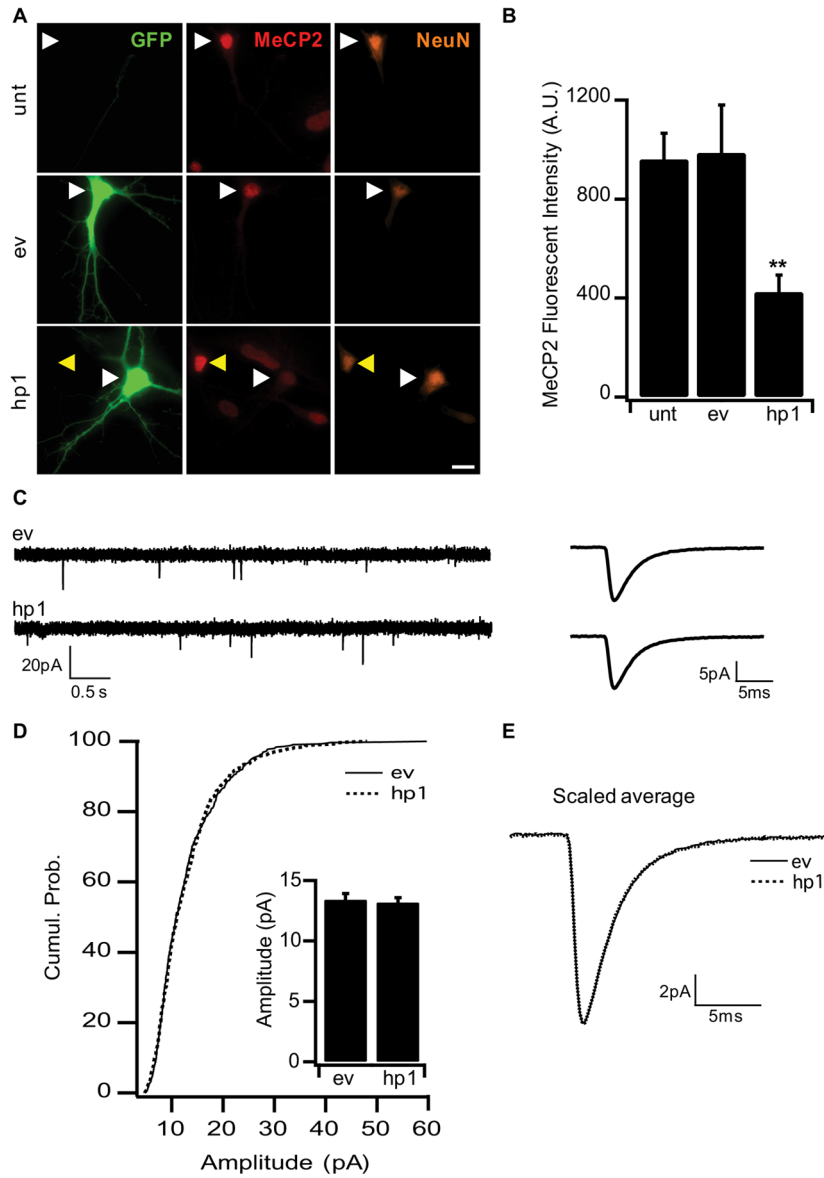 A
GFP
MeCP2
NeuN
unt
ev
hp1
B
MeCP2 Fluorescent Intensity (A.U.)
1200
800
400
0
**
unt ev hp1
C
ev
hp1
20pA
0.5 s
5pA
5ms
D
Cumul. Prob.
100
80
60
40
20
0
10 20 30 40 50 60
Amplitude (pA)
ev
hp1
Amplitude (pA)
15
13
5
0
ev hp1
E
Scaled average
ev
hp1
2pA
5ms